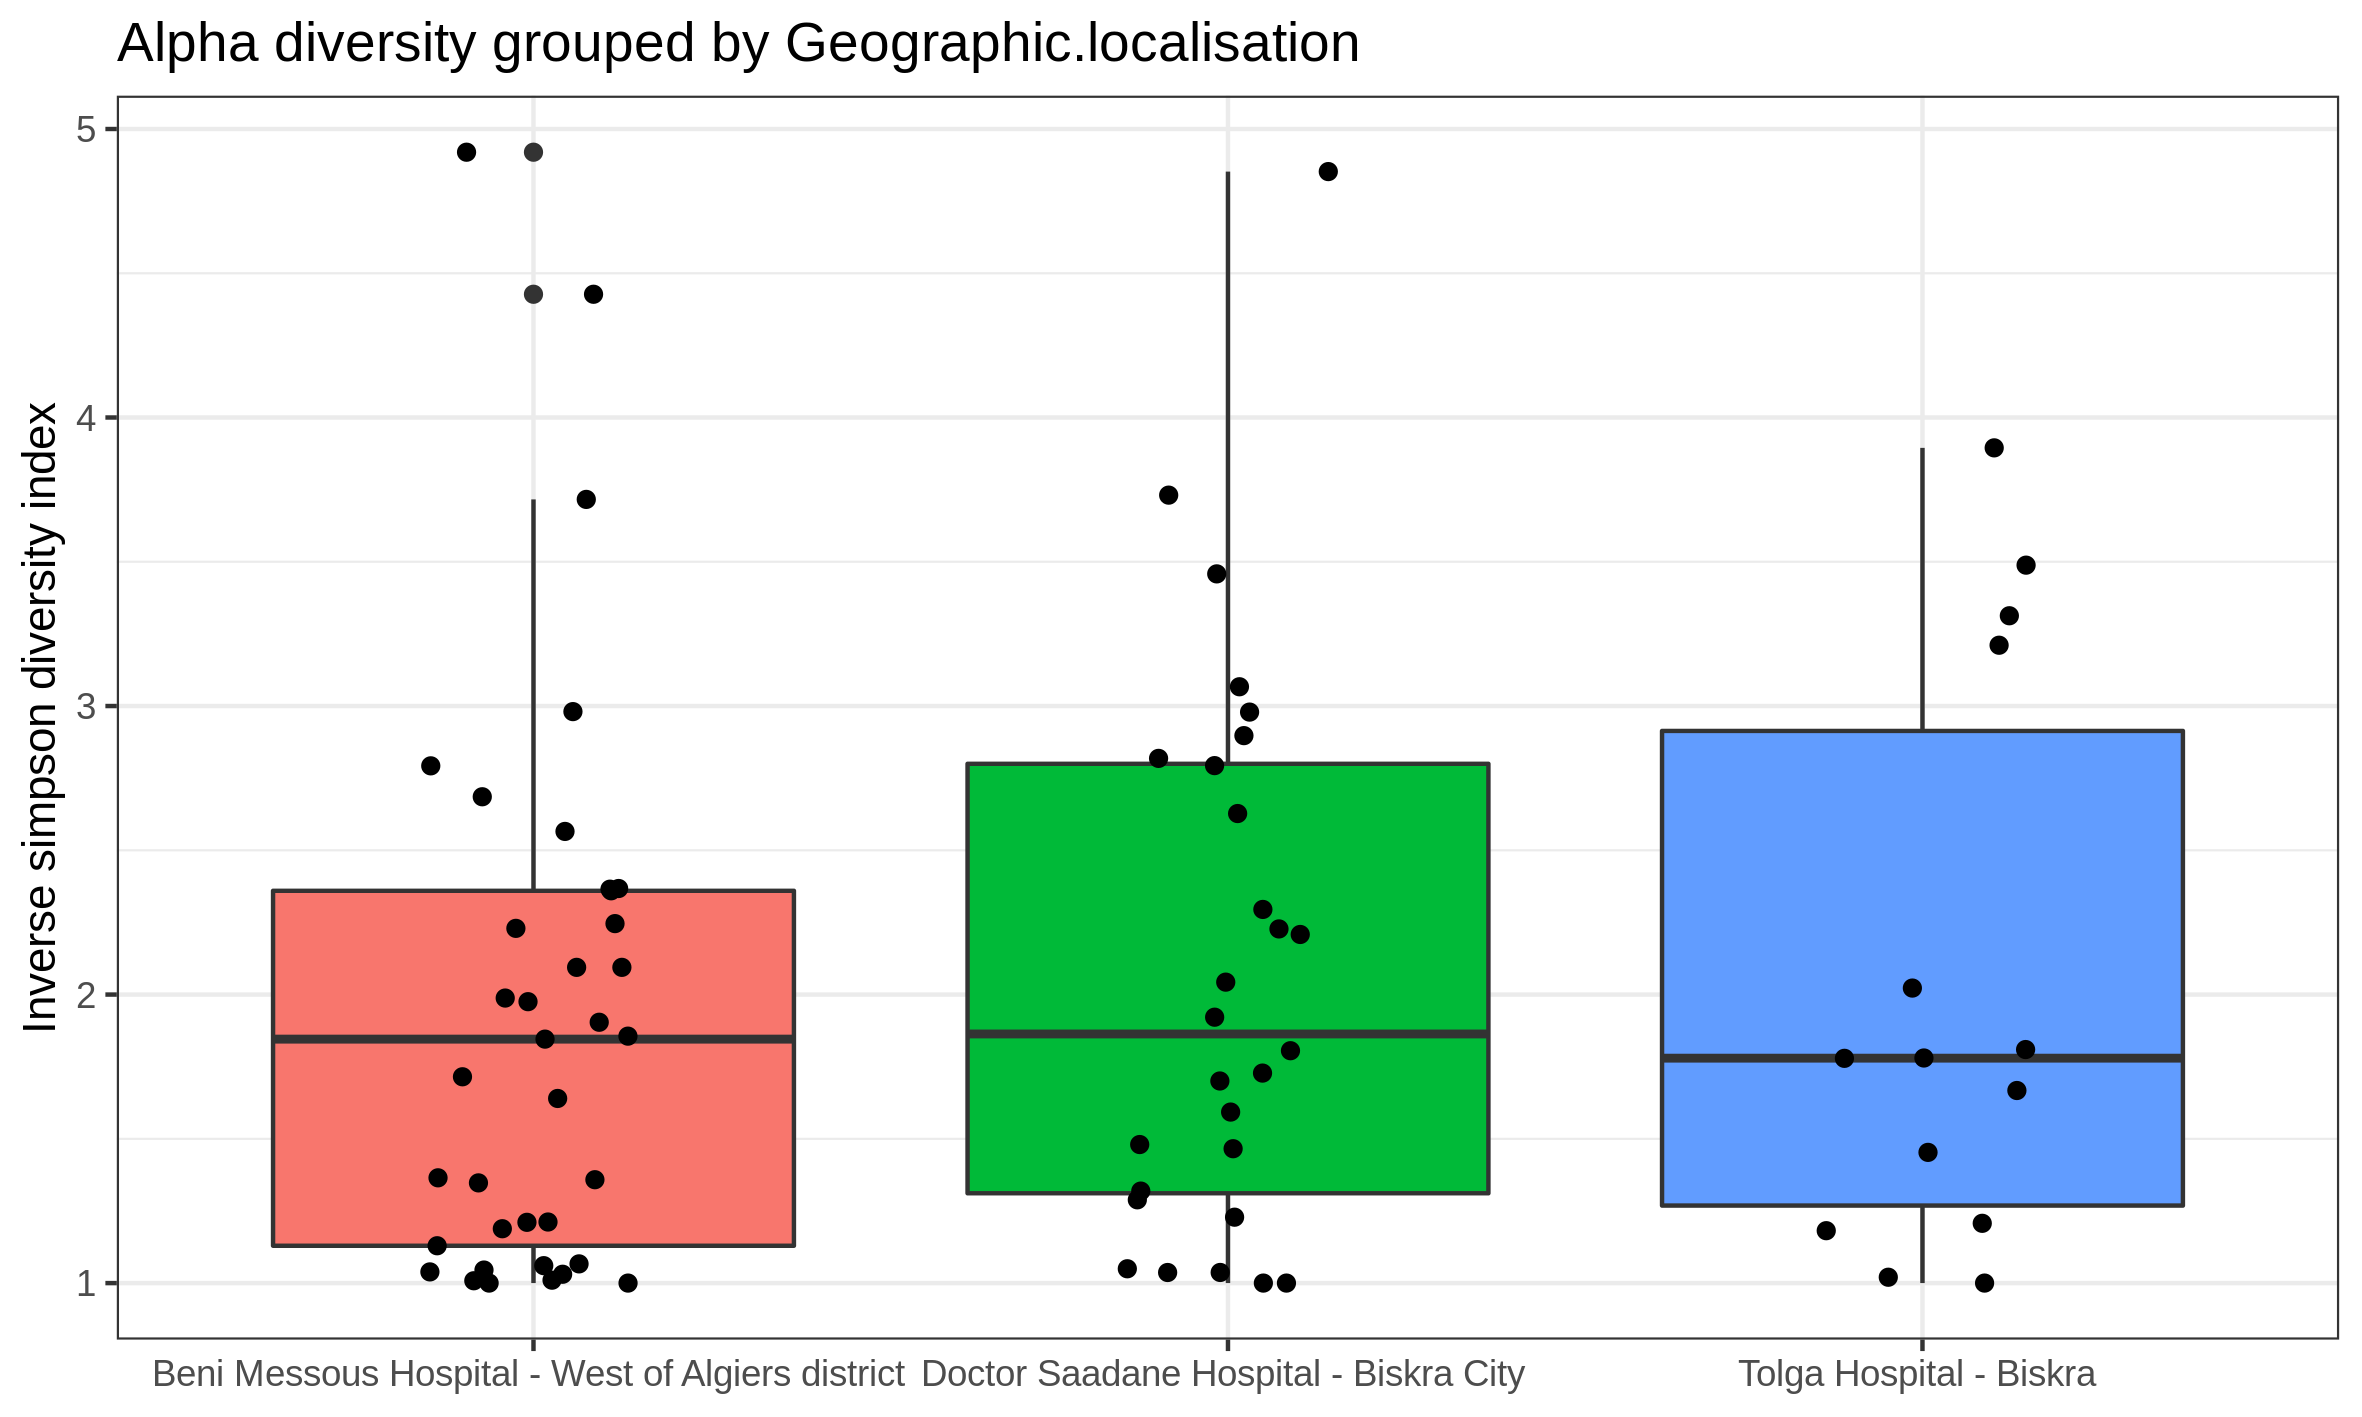 Alpha diversity grouped by Geographic.localisation
Inverse simpson diversity index
5
4
3
2
1
Beni Messous Hospital - West of Algiers district
Doctor Saadane Hospital - Biskra City
Tolga Hospital - Biskra